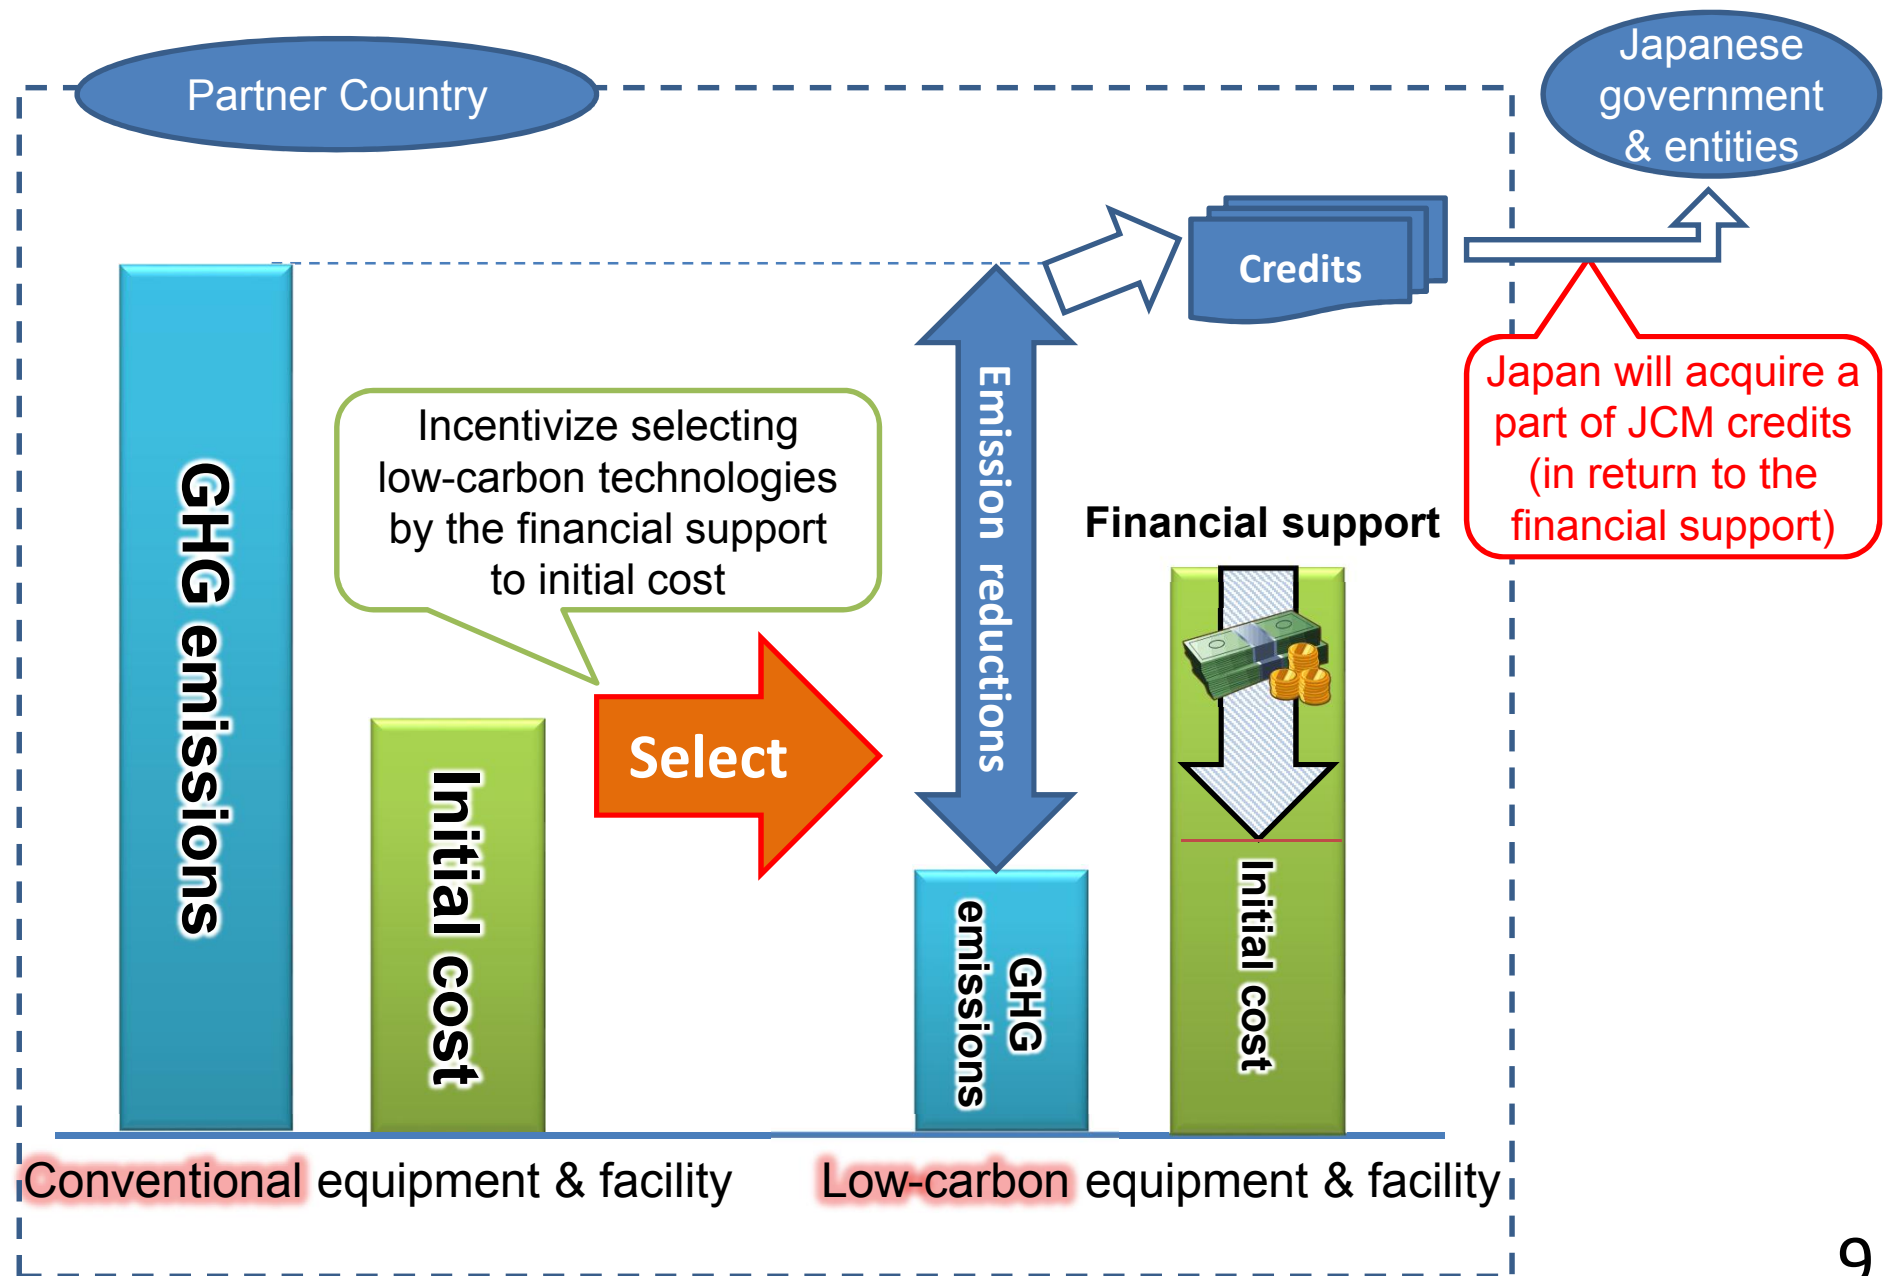 Partner Country
Japanese
government
& entities
Credits
Japan will acquire a
part of JCM credits
(in return to the
financial support)
Incentivize selecting
low-carbon technologies
by the financial support
to initial cost
GHG emissions
Initial cost
Select
Emission reductions
Financial support
GHG
emissions
Initial cost
Conventional equipment & facility
Low-carbon equipment & facility
9